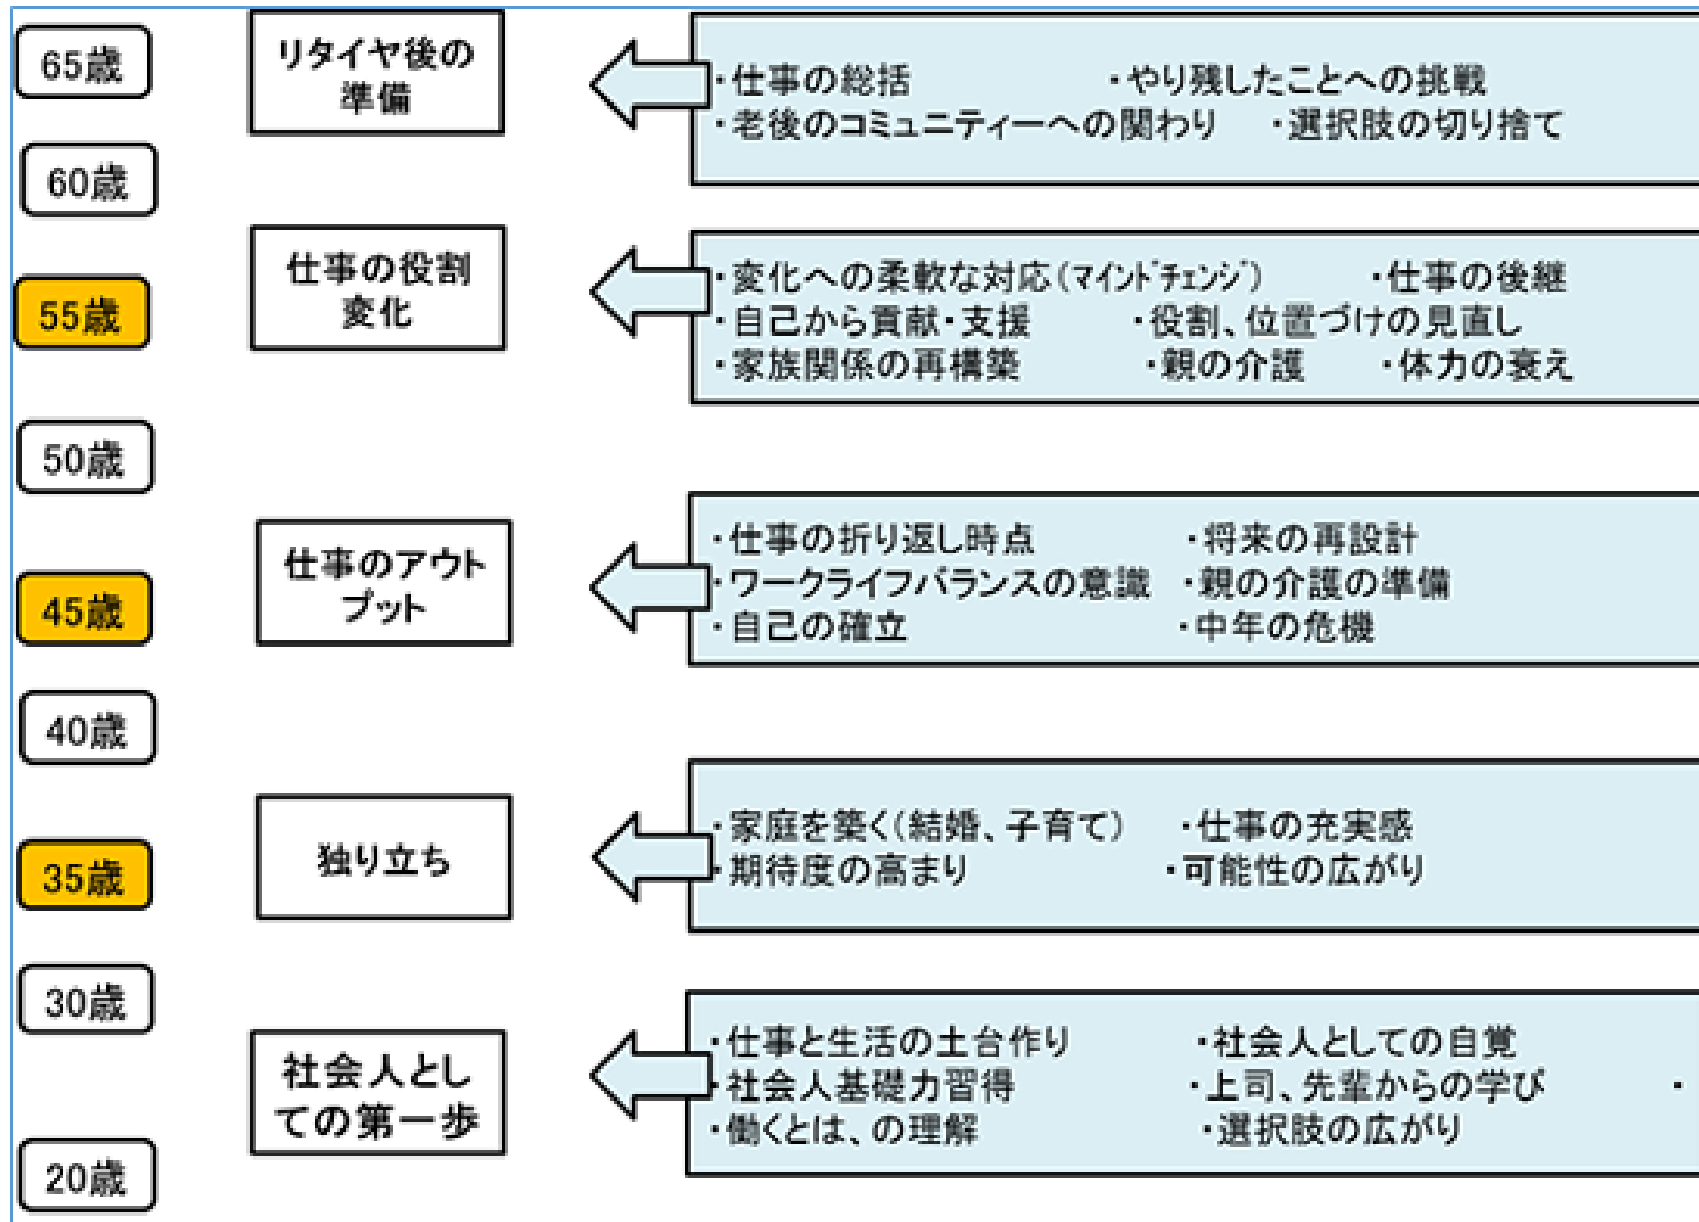 65歳
リタイヤ後の
準備
・仕事の総括　・やり残したことへの挑戦
・老後のコミュニティーへの関わり　・選択肢の切り捨て
60歳
仕事の役割
変化
・変化への柔軟な対応(ﾏｲﾝﾄﾞﾁｪﾝｼﾞ)　・仕事の後継
・自己から貢献・支援　・役割、位置づけの見直し
・家族関係の再構築　・親の介護　・体力の衰え
55歳
50歳
仕事のアウト
プット
・仕事の折り返し時点　・将来の再設計
・ワークライフバランスの意識　・親の介護の準備
・自己の確立　・中年の危機
45歳
40歳
独り立ち
・家庭を築く(結婚、子育て)　・仕事の充実感
・期待度の高まり　・可能性の広がり
35歳
30歳
社会人とし
ての第一歩
・仕事と生活の土台作り　・社会人としての自覚
・社会人基礎力習得　・上司、先輩からの学び　・
・働くとは、の理解　・選択肢の広がり
20歳